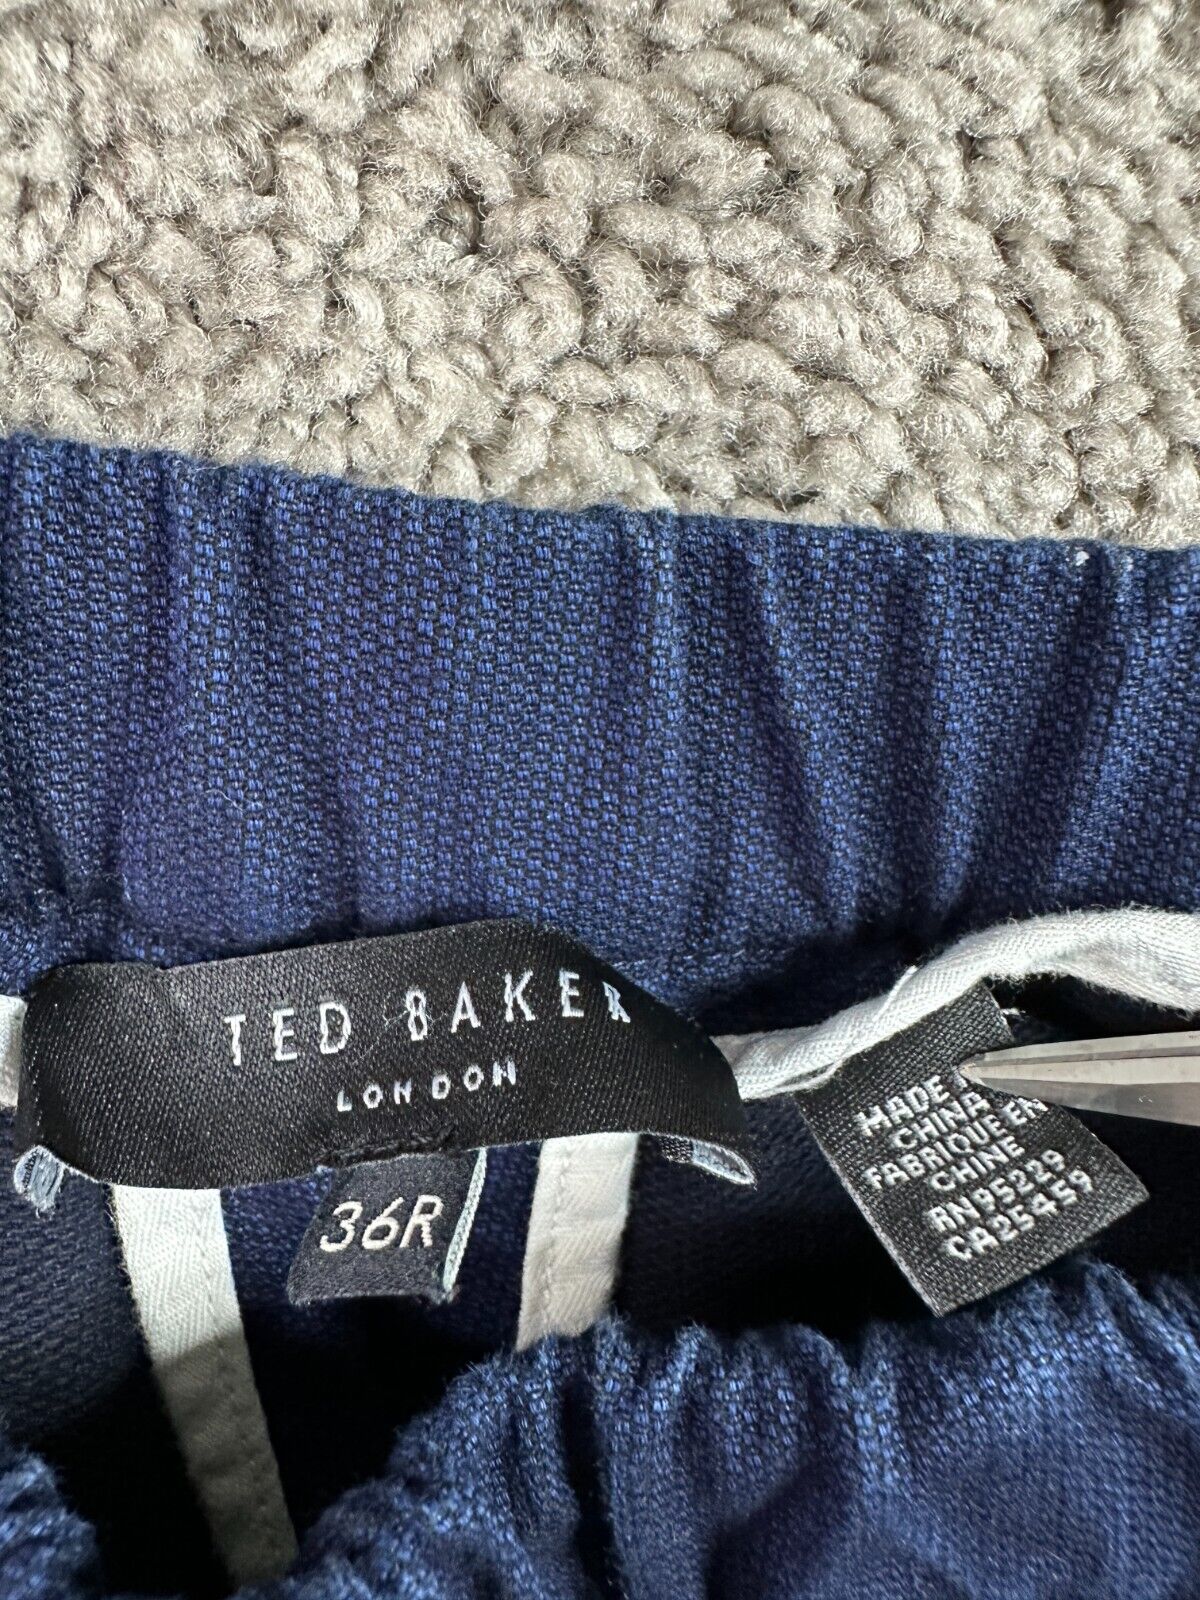 TED BAKER
LONDON
36R
MADE
CHINA
FABRIQUE EN
CHINE
RN95229
CA25459